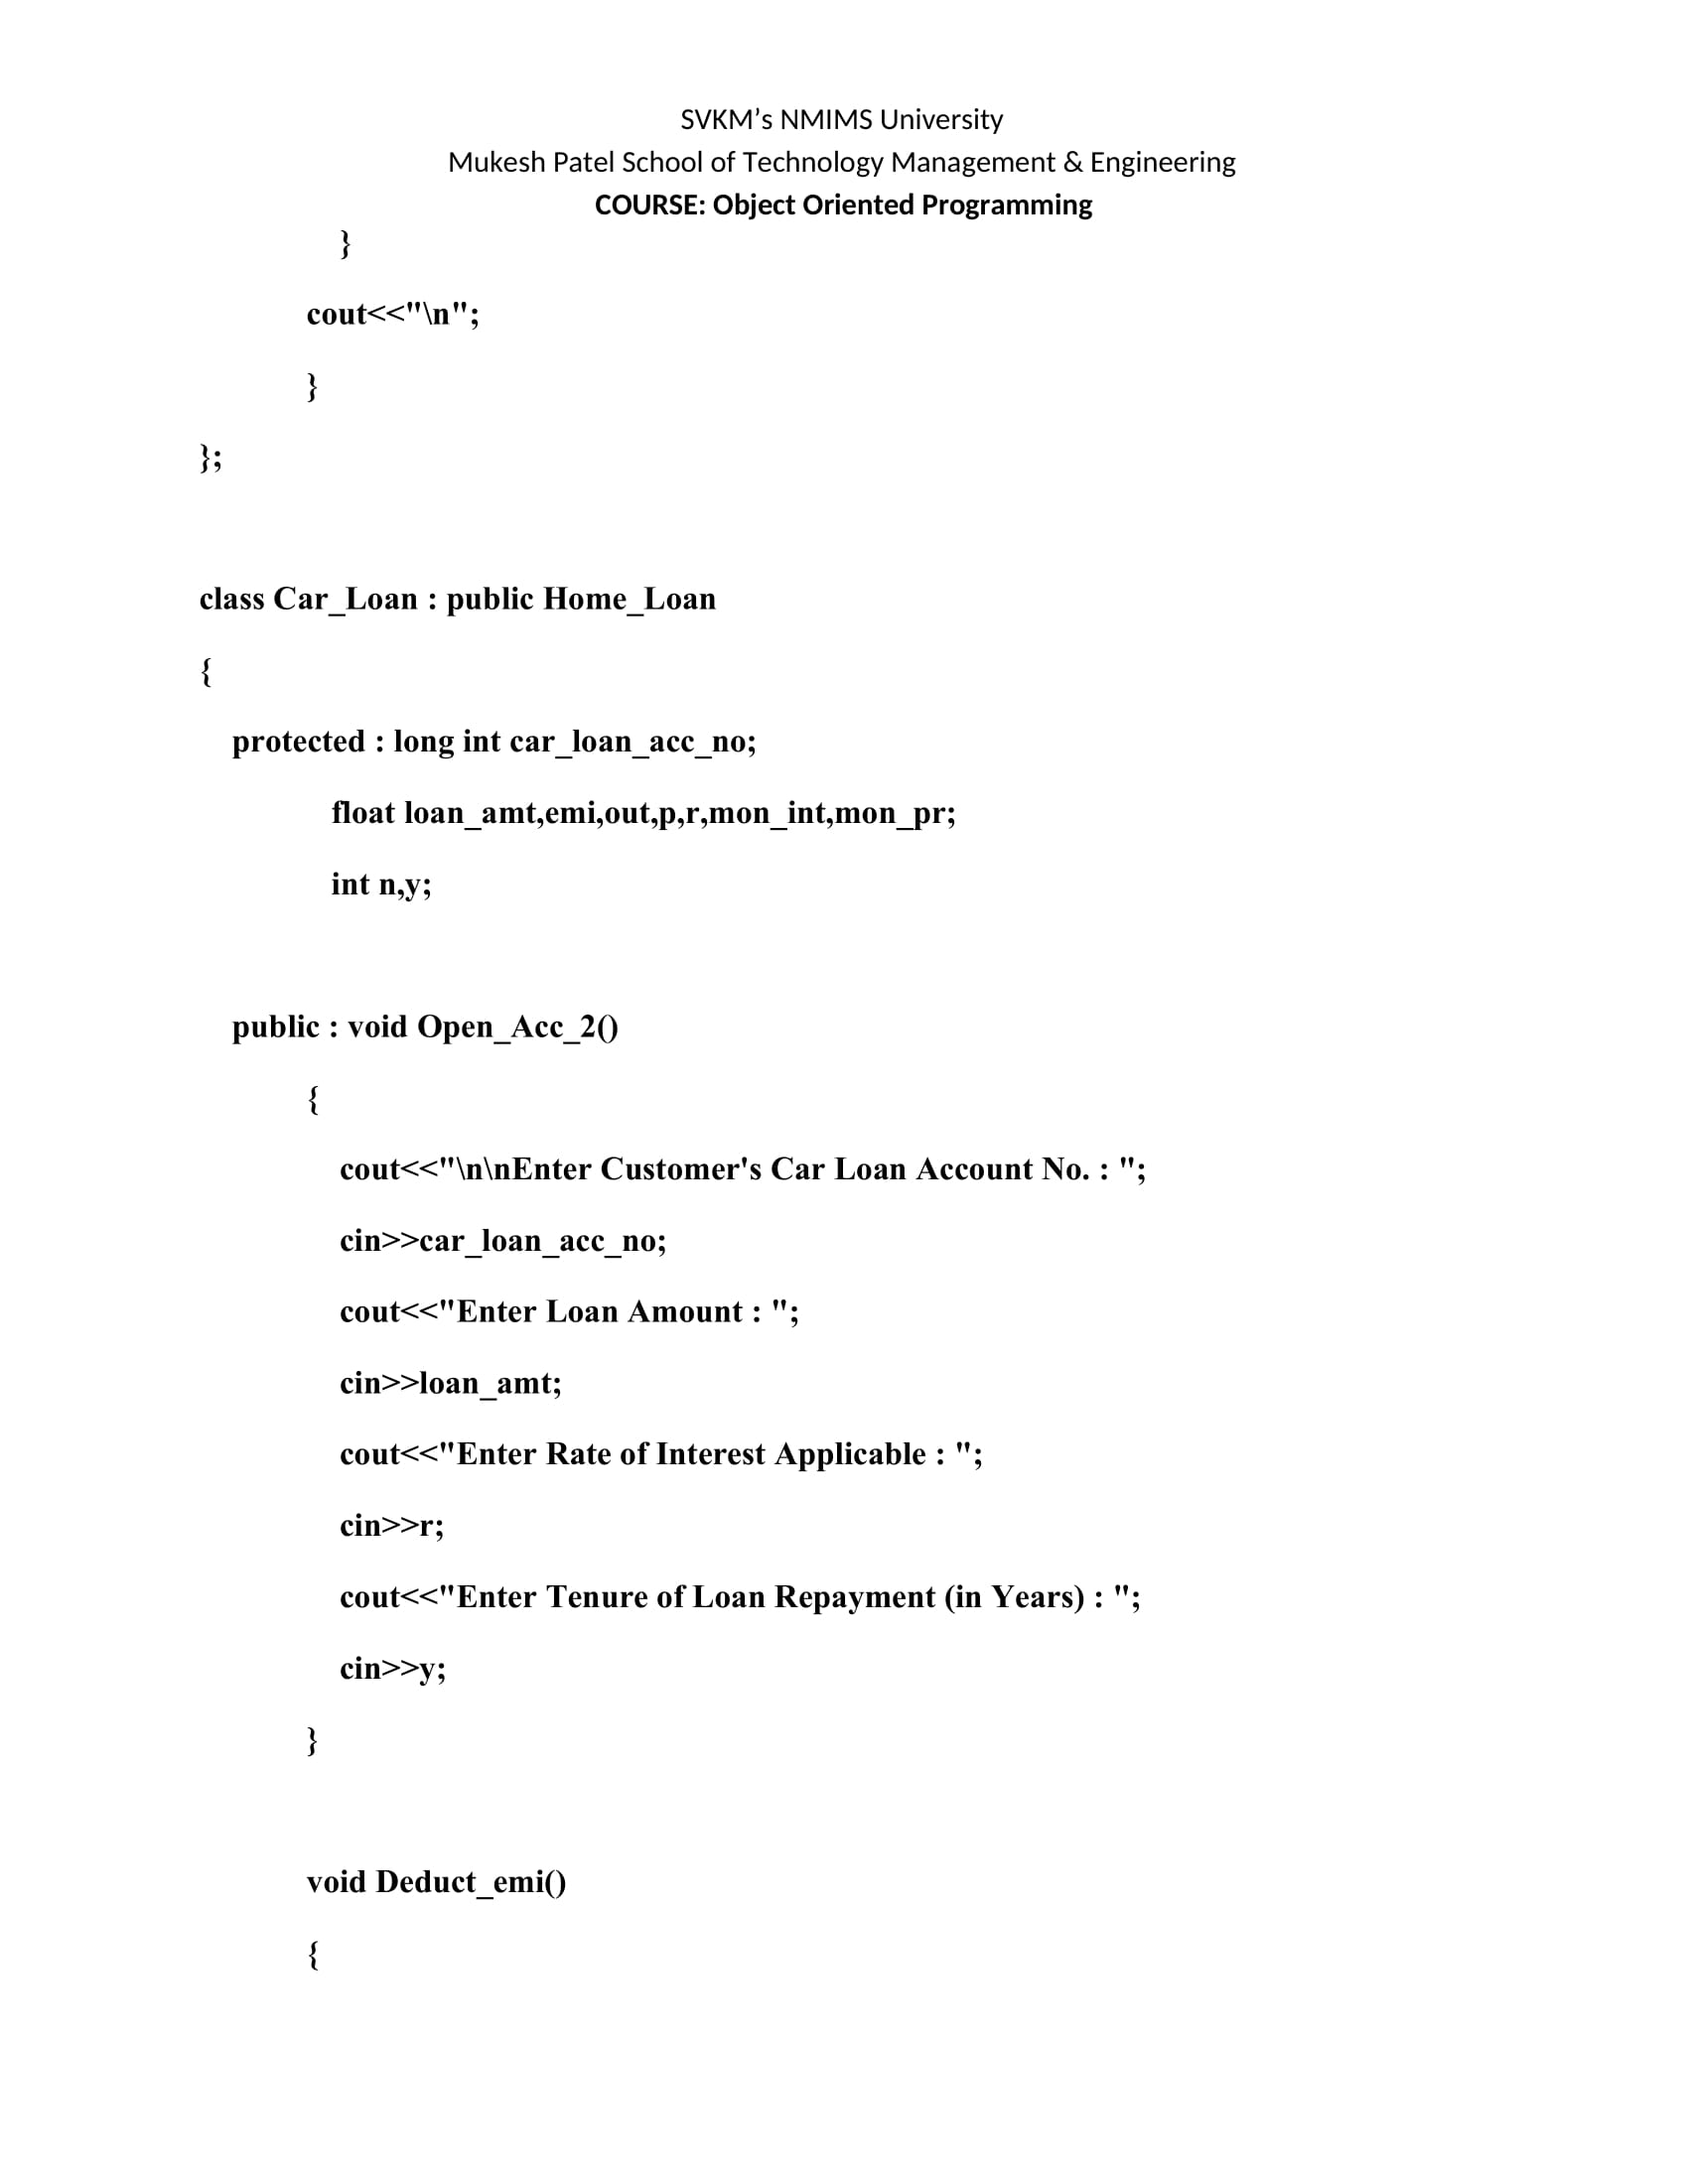 SVKM’s NMIMS University
Mukesh Patel School of Technology Management & Engineering
COURSE: Object Oriented Programming
}
cout<<"\n";
}
};
class Car_Loan : public Home_Loan
{
protected : long int car_loan_acc_no;
float loan_amt,emi,out,p,r,mon_int,mon_pr;
int n,y;
public : void Open_Acc_2()
{
cout<<"\n\nEnter Customer's Car Loan Account No. : ";
cin>>car_loan_acc_no;
cout<<"Enter Loan Amount : ";
cin>>loan_amt;
cout<<"Enter Rate of Interest Applicable : ";
cin>>r;
cout<<"Enter Tenure of Loan Repayment (in Years) : ";
cin>>y;
}
void Deduct_emi()
{